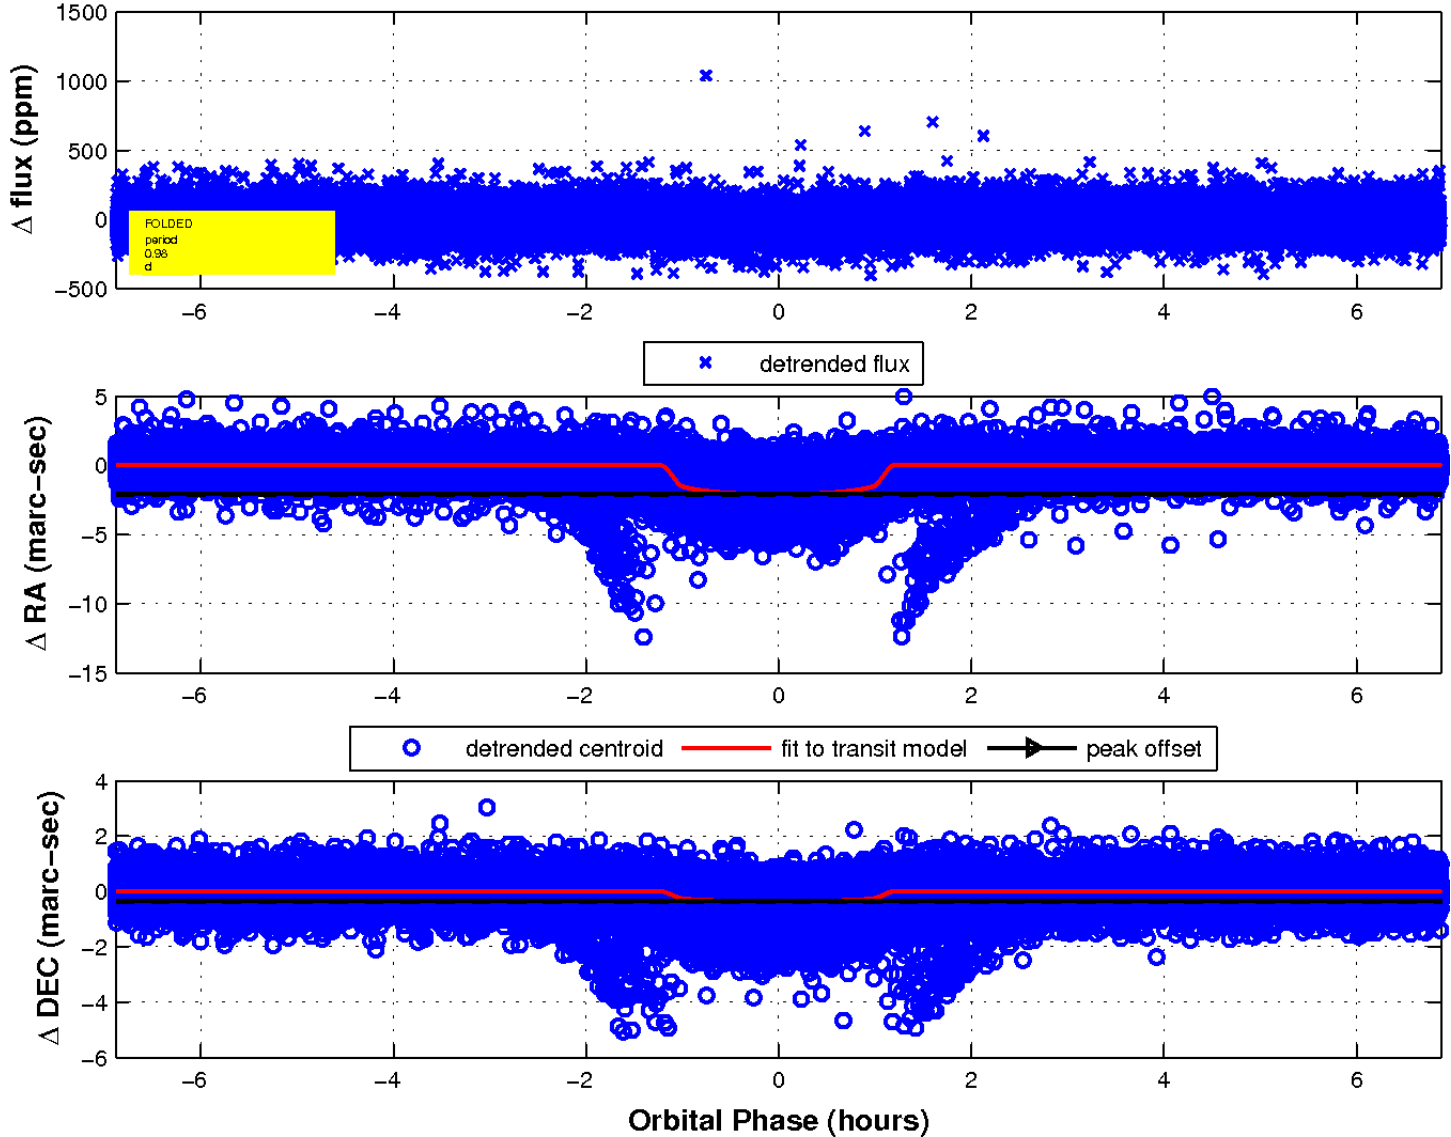 1500
1000
500
0
−500
Δ flux (ppm)
FOLDED
period
0.96
d
−6 −4 −2 0 2 4 6
detrended flux
5
0
−5
−10
−15
Δ RA (marc−sec)
−6 −4 −2 0 2 4 6
detrended centroid fit to transit model peak offset
4
2
0
−2
−4
−6
Δ DEC (marc−sec)
−6 −4 −2 0 2 4 6
Orbital Phase (hours)